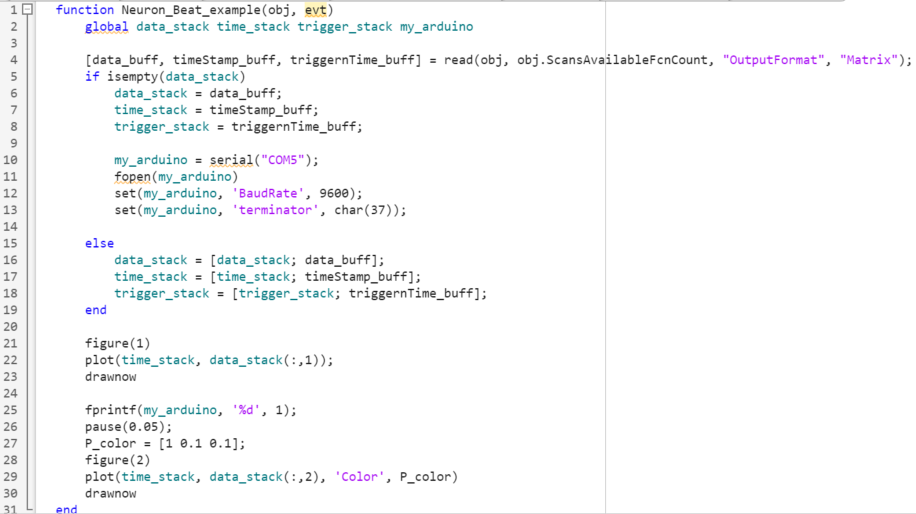 1 function Neuron_Beat_example(obj, evt)
2 global data_stack time_stack trigger_stack my_arduino
3
4 [data_buff, timeStamp_buff, triggernTime_buff] = read(obj, obj.ScansAvailableFcnCount, "OutputFormat", "Matrix");
5 if isempty(data_stack)
6 data_stack = data_buff;
7 time_stack = timeStamp_buff;
8 trigger_stack = triggernTime_buff;
9
10 my_arduino = serial("COM5");
11 fopen(my_arduino)
12 set(my_arduino, 'BaudRate', 9600);
13 set(my_arduino, 'terminator', char(37));
14
15 else
16 data_stack = [data_stack; data_buff];
17 time_stack = [time_stack; timeStamp_buff];
18 trigger_stack = [trigger_stack; triggernTime_buff];
19 end
20
21 figure(1)
22 plot(time_stack, data_stack(:,1));
23 drawnow
24
25 fprintf(my_arduino, '%d', 1);
26 pause(0.05);
27 P_color = [1 0.1 0.1];
28 figure(2)
29 plot(time_stack, data_stack(:,2), 'Color', P_color)
30 drawnow
31 end